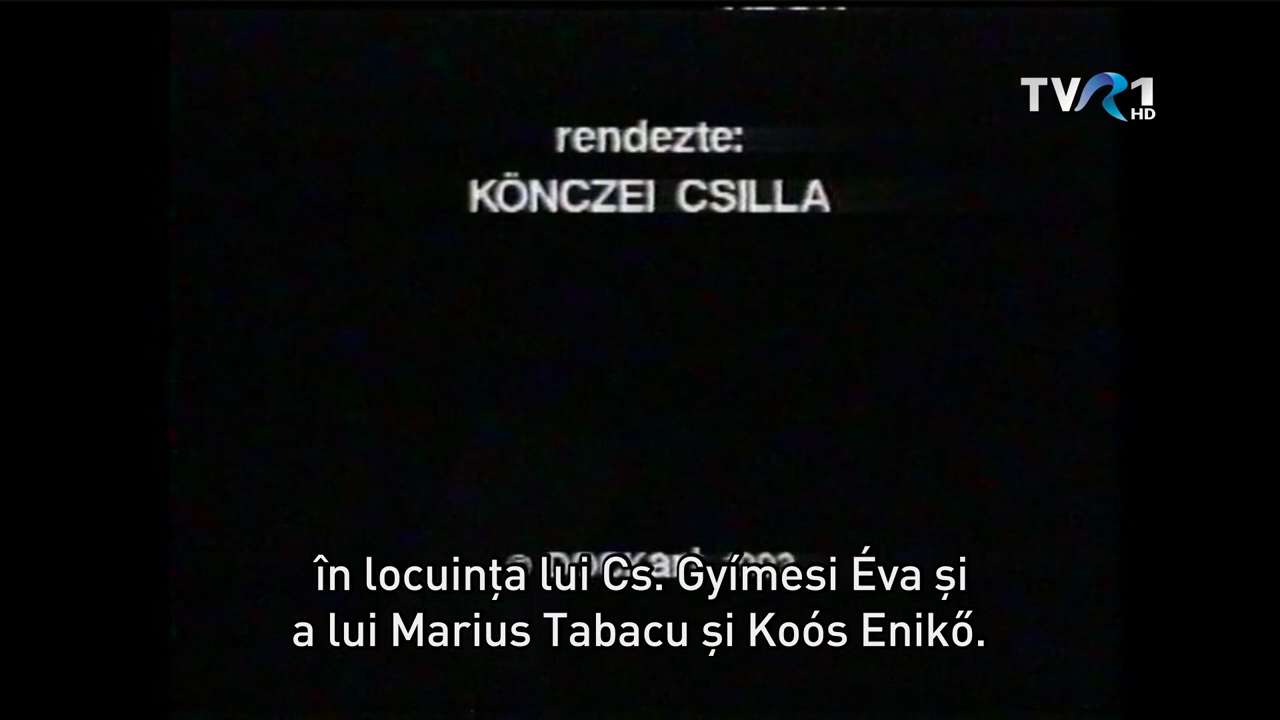 TVR1
HD
rendezte:
KÖNCZEI CSILLA
în locuința lui Cs. Gyímesi Éva și
a lui Marius Tabacu și Koós Enikő.